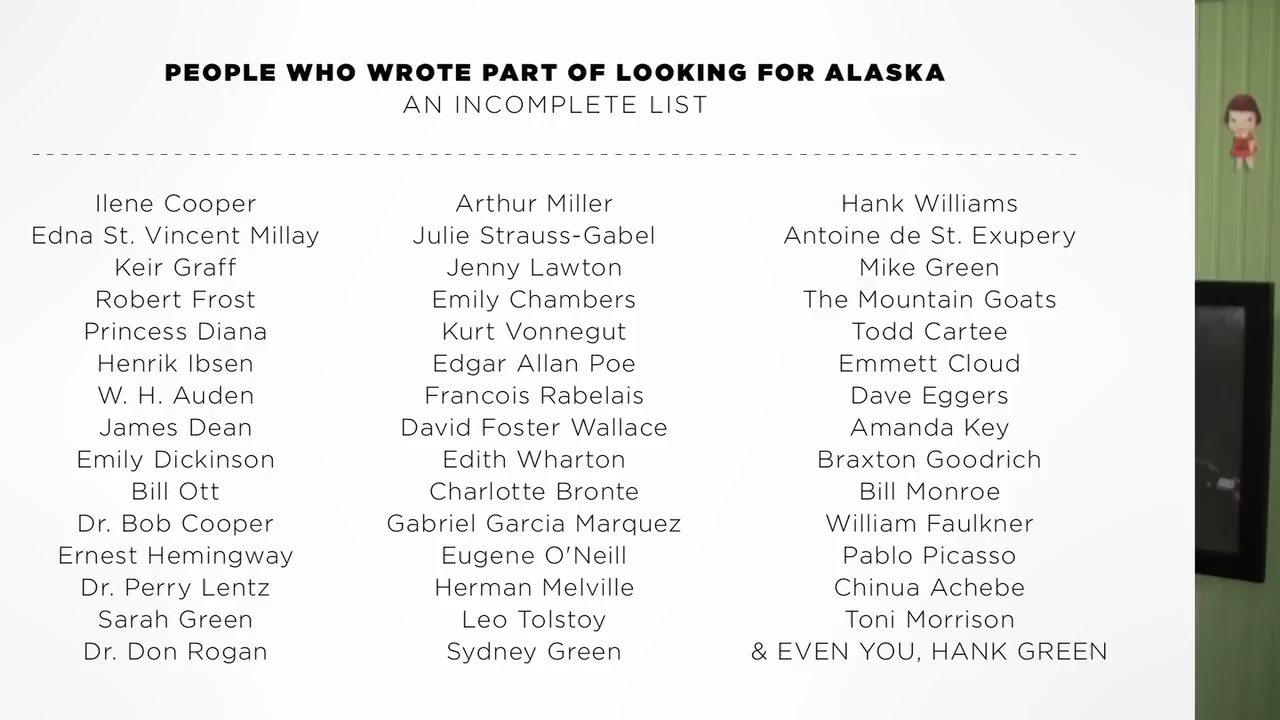 PEOPLE WHO WROTE PART OF LOOKING FOR ALASKA
AN INCOMPLETE LIST
Ilene Cooper
Edna St. Vincent Millay
Keir Graff
Robert Frost
Princess Diana
Henrik Ibsen
W. H. Auden
James Dean
Emily Dickinson
Bill Ott
Dr. Bob Cooper
Ernest Hemingway
Dr. Perry Lentz
Sarah Green
Dr. Don Rogan
Arthur Miller
Julie Strauss-Gabel
Jenny Lawton
Emily Chambers
Kurt Vonnegut
Edgar Allan Poe
Francois Rabelais
David Foster Wallace
Edith Wharton
Charlotte Bronte
Gabriel Garcia Marquez
Eugene O'Neill
Herman Melville
Leo Tolstoy
Sydney Green
Hank Williams
Antoine de St. Exupery
Mike Green
The Mountain Goats
Todd Cartee
Emmett Cloud
Dave Eggers
Amanda Key
Braxton Goodrich
Bill Monroe
William Faulkner
Pablo Picasso
Chinua Achebe
Toni Morrison
& EVEN YOU, HANK GREEN